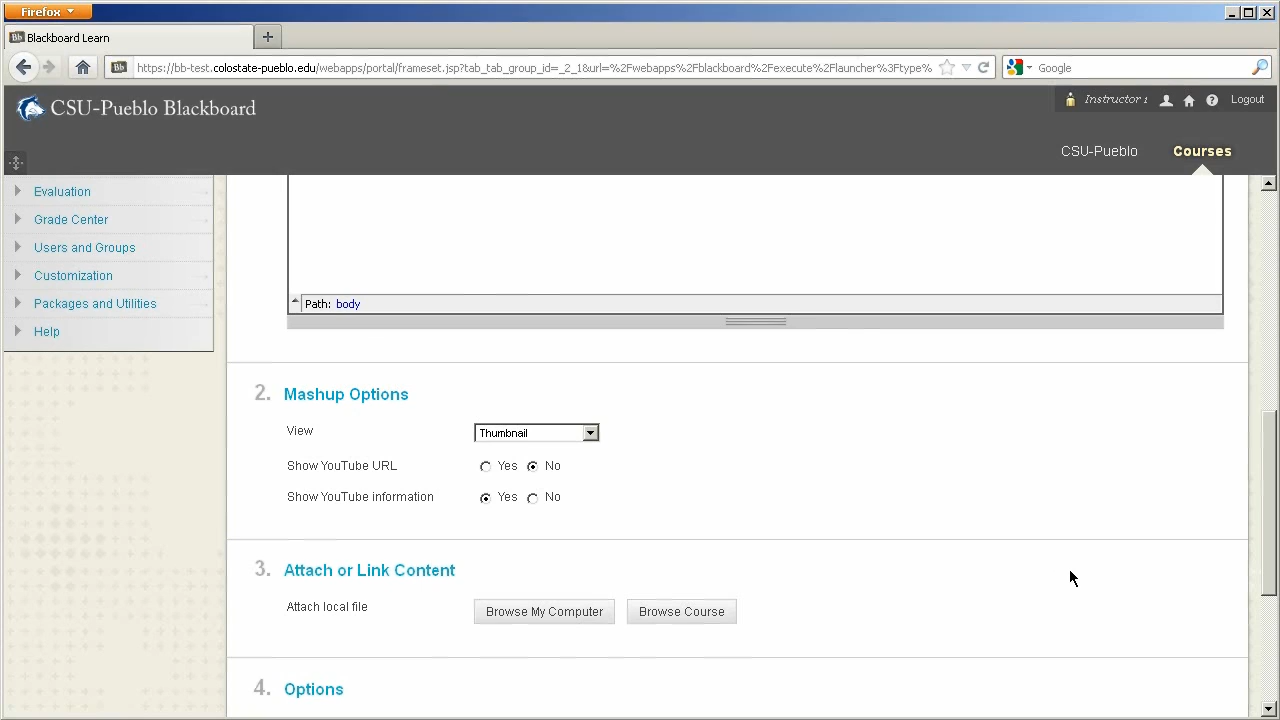 Firefox
Blackboard Learn
https://bb-test.colostate-pueblo.edu/webapps/portal/frameset.jsp?tab_tab_group_id=_2_1&url=%2Fwebapps%2Fblackboard%2Fexecute%2Flauncher%3Ftype%
Google
CSU-Pueblo Blackboard
Instructor 1
Logout
CSU-Pueblo
Courses
Evaluation
Grade Center
Users and Groups
Customization
Packages and Utilities
Help
Path: body
2. Mashup Options
View
Thumbnail
Show YouTube URL
Yes No
Show YouTube information
Yes No
3. Attach or Link Content
Attach local file
Browse My Computer
Browse Course
4. Options